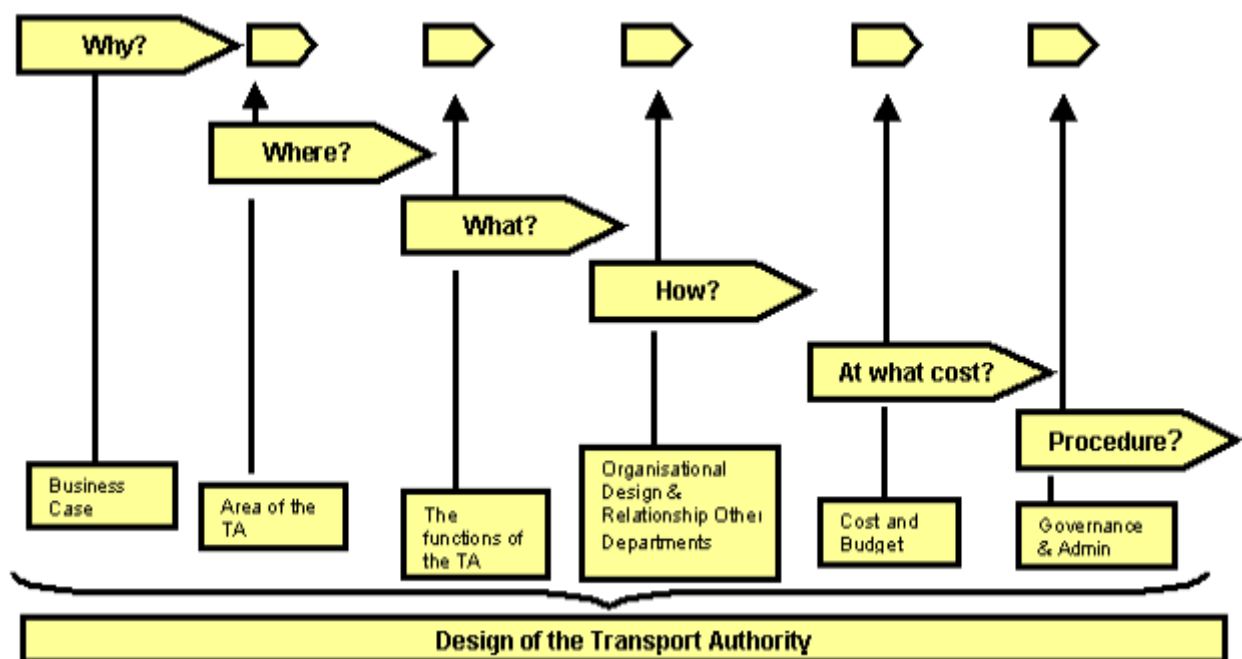 Why?
Where?
What?
How?
At what cost?
Procedure?
Business
Case
Area of the
TA
The
functions of
the TA
Organisational
Design &
Relationship Other
Departments
Cost and
Budget
Governance
& Admin
Design of the Transport Authority